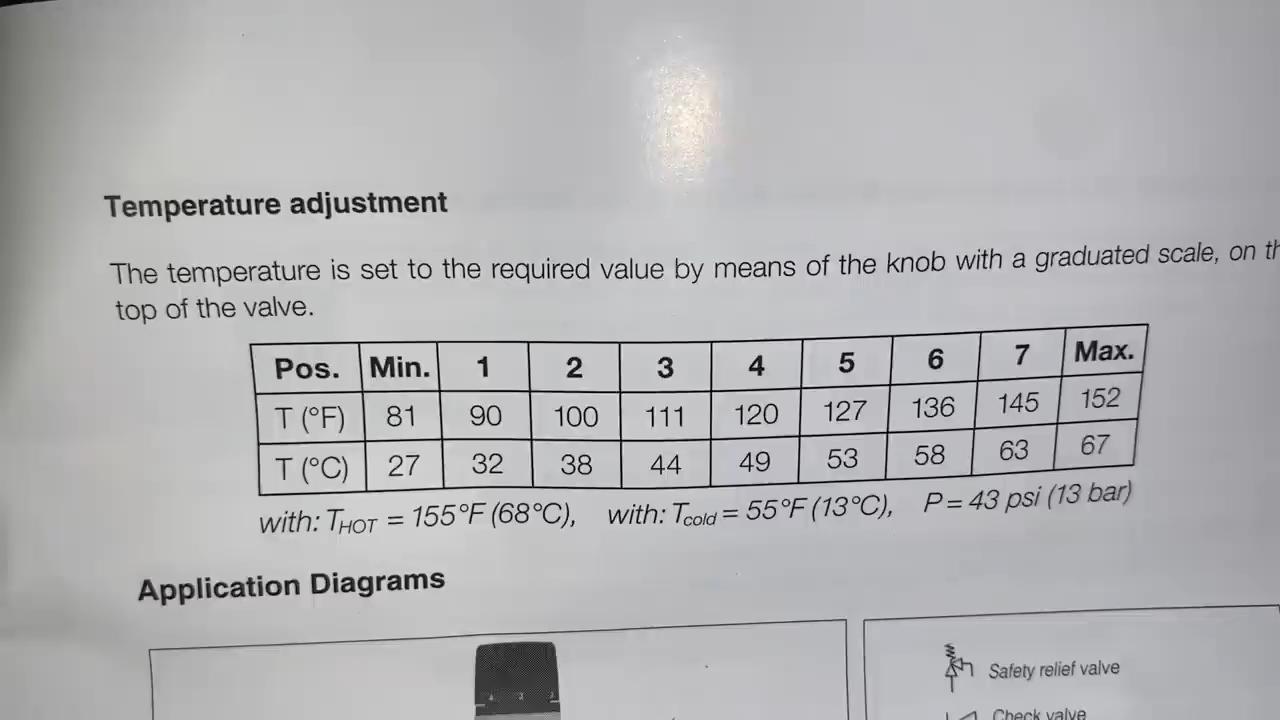 Temperature adjustment
The temperature is set to the required value by means of the knob with a graduated scale, on
top of the valve.
Pos. Min. 1 2 3 4 5 6 7 Max.
T (°F) 81 90 100 111 120 127 136 145 152
T (°C) 27 32 38 44 49 53 58 63 67
with: THOT = 155°F (68°C), with: Tcold = 55°F (13°C), P = 43 psi (13 bar)
Application Diagrams
Safety relief valve
Check valve